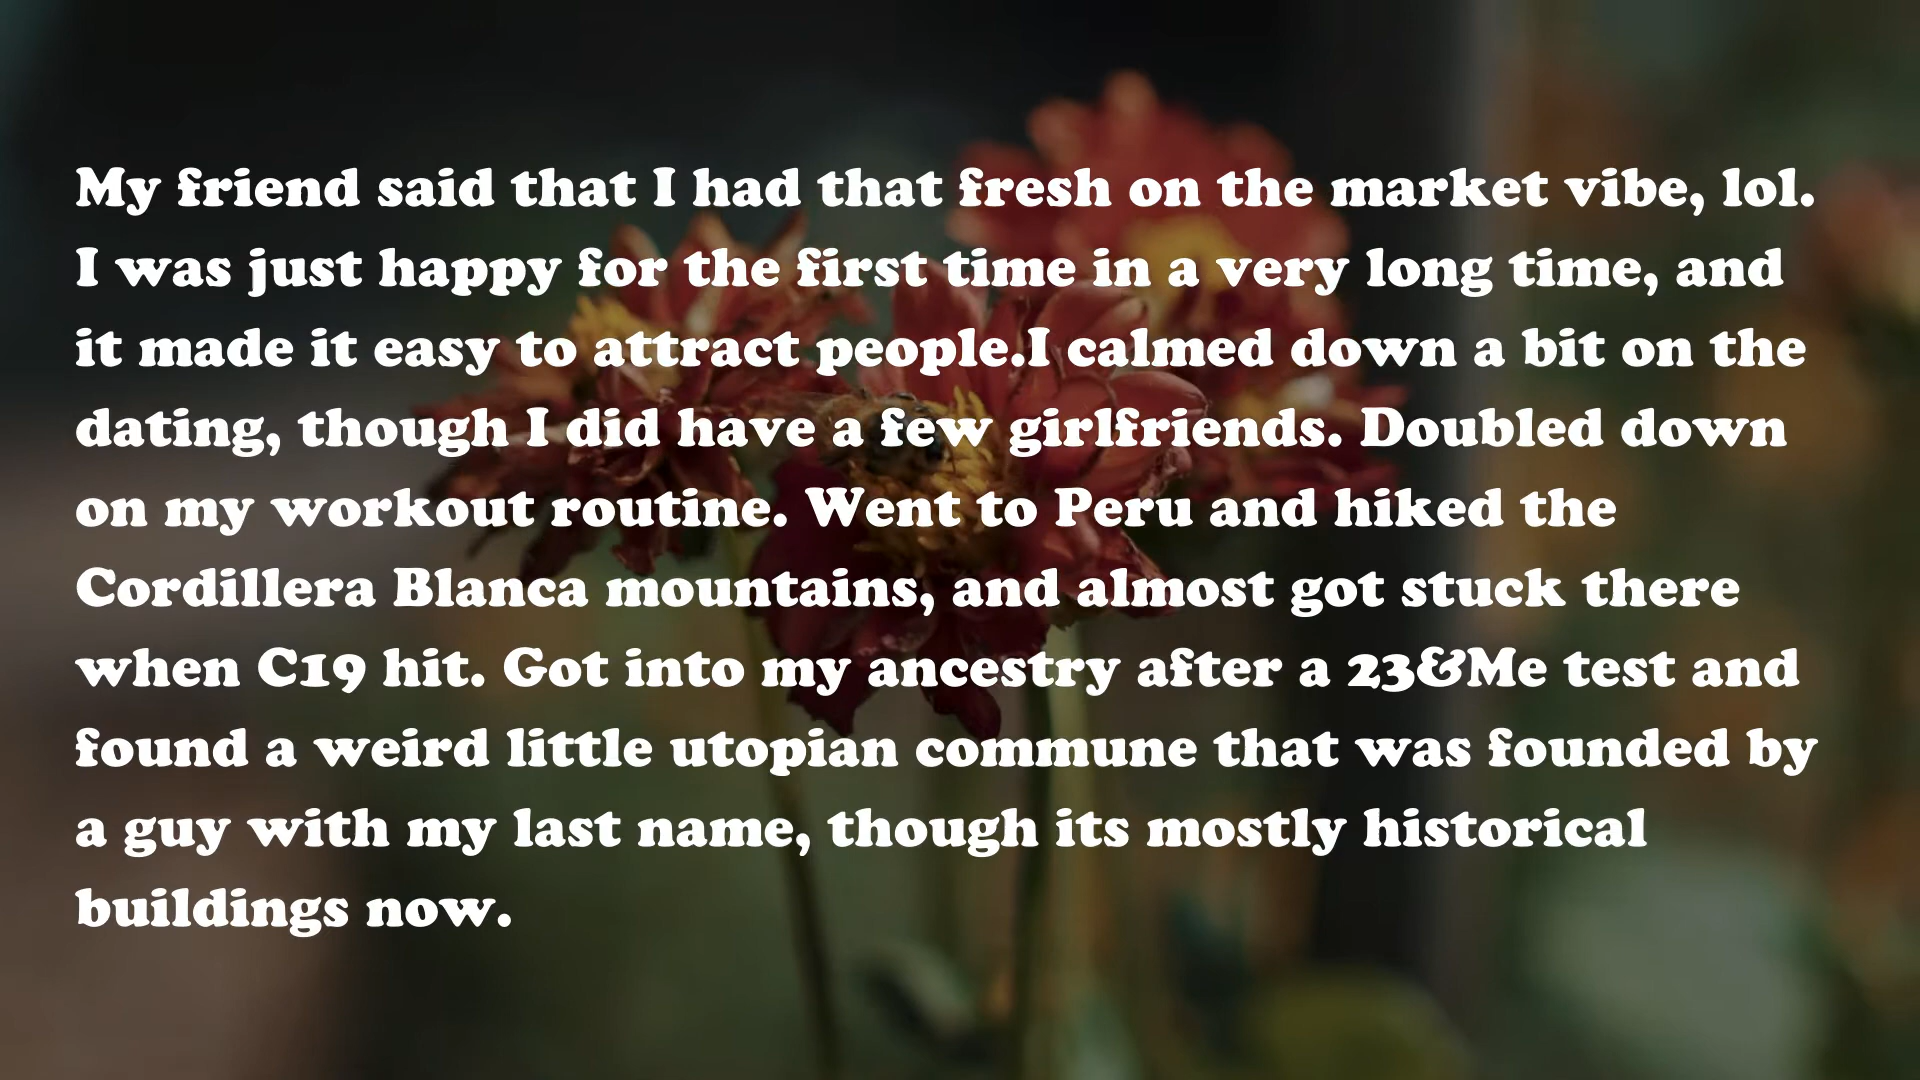 My friend said that I had that fresh on the market vibe, lol.
I was just happy for the first time in a very long time, and
it made it easy to attract people.I calmed down a bit on the
dating, though I did have a few girlfriends. Doubled down
on my workout routine. Went to Peru and hiked the
Cordillera Blanca mountains, and almost got stuck there
when C19 hit. Got into my ancestry after a 23&Me test and
found a weird little utopian commune that was founded by
a guy with my last name, though its mostly historical
buildings now.